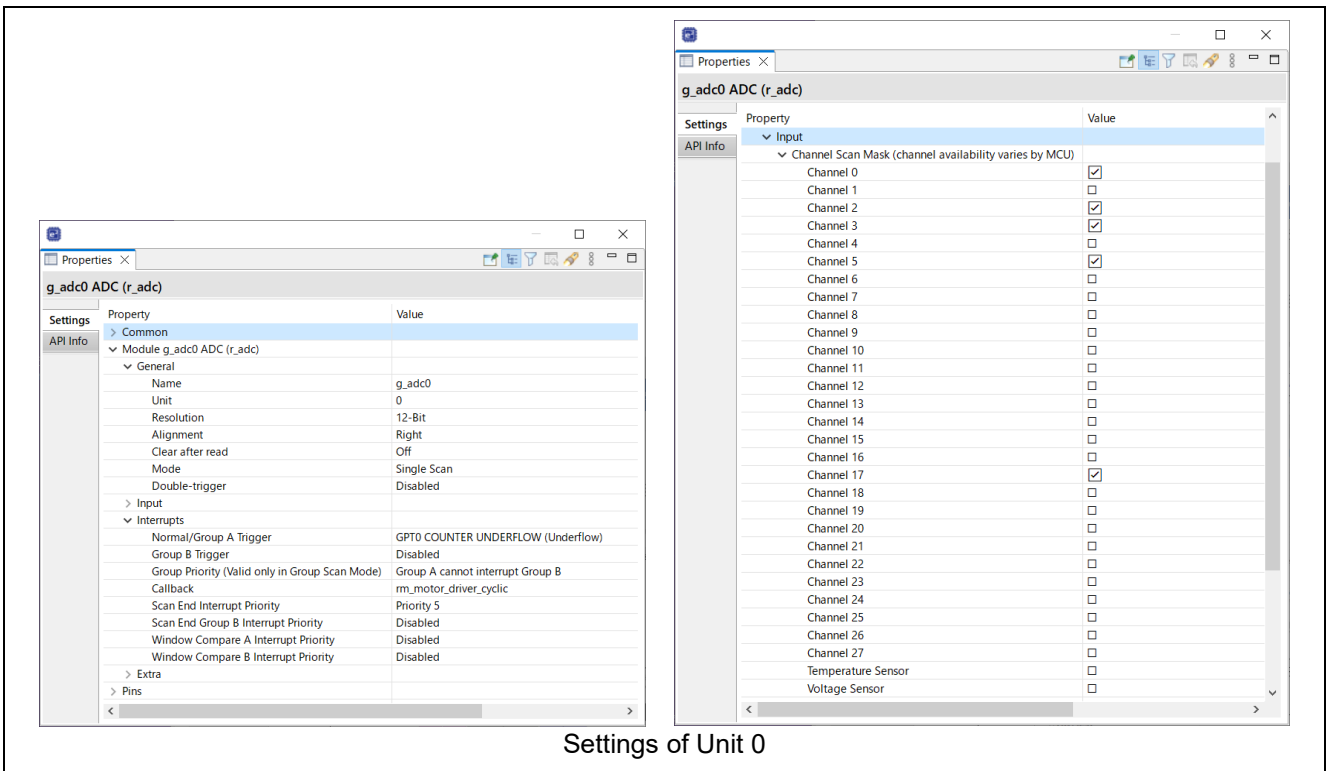 Properties
g_adc0 ADC (r_adc)
Settings
API Info
Property Value
Common
Module g_adc0 ADC (r_adc)
General
Name g_adc0
Unit 0
Resolution 12-Bit
Alignment Right
Clear after read Off
Mode Single Scan
Double-trigger Disabled
Input
Interrupts
Normal/Group A Trigger GPT0 COUNTER UNDERFLOW (Underflow)
Group B Trigger Disabled
Group Priority (Valid only in Group Scan Mode) Group A cannot interrupt Group B
Callback rm_motor_driver_cyclic
Scan End Interrupt Priority Priority 5
Scan End Group B Interrupt Priority Disabled
Window Compare A Interrupt Priority Disabled
Window Compare B Interrupt Priority Disabled
Extra
Pins
Properties
g_adc0 ADC (r_adc)
Settings
API Info
Property Value
Input
Channel Scan Mask (channel availability varies by MCU)
Channel 0
Channel 1
Channel 2
Channel 3
Channel 4
Channel 5
Channel 6
Channel 7
Channel 8
Channel 9
Channel 10
Channel 11
Channel 12
Channel 13
Channel 14
Channel 15
Channel 16
Channel 17
Channel 18
Channel 19
Channel 20
Channel 21
Channel 22
Channel 23
Channel 24
Channel 25
Channel 26
Channel 27
Temperature Sensor
Voltage Sensor
Settings of Unit 0